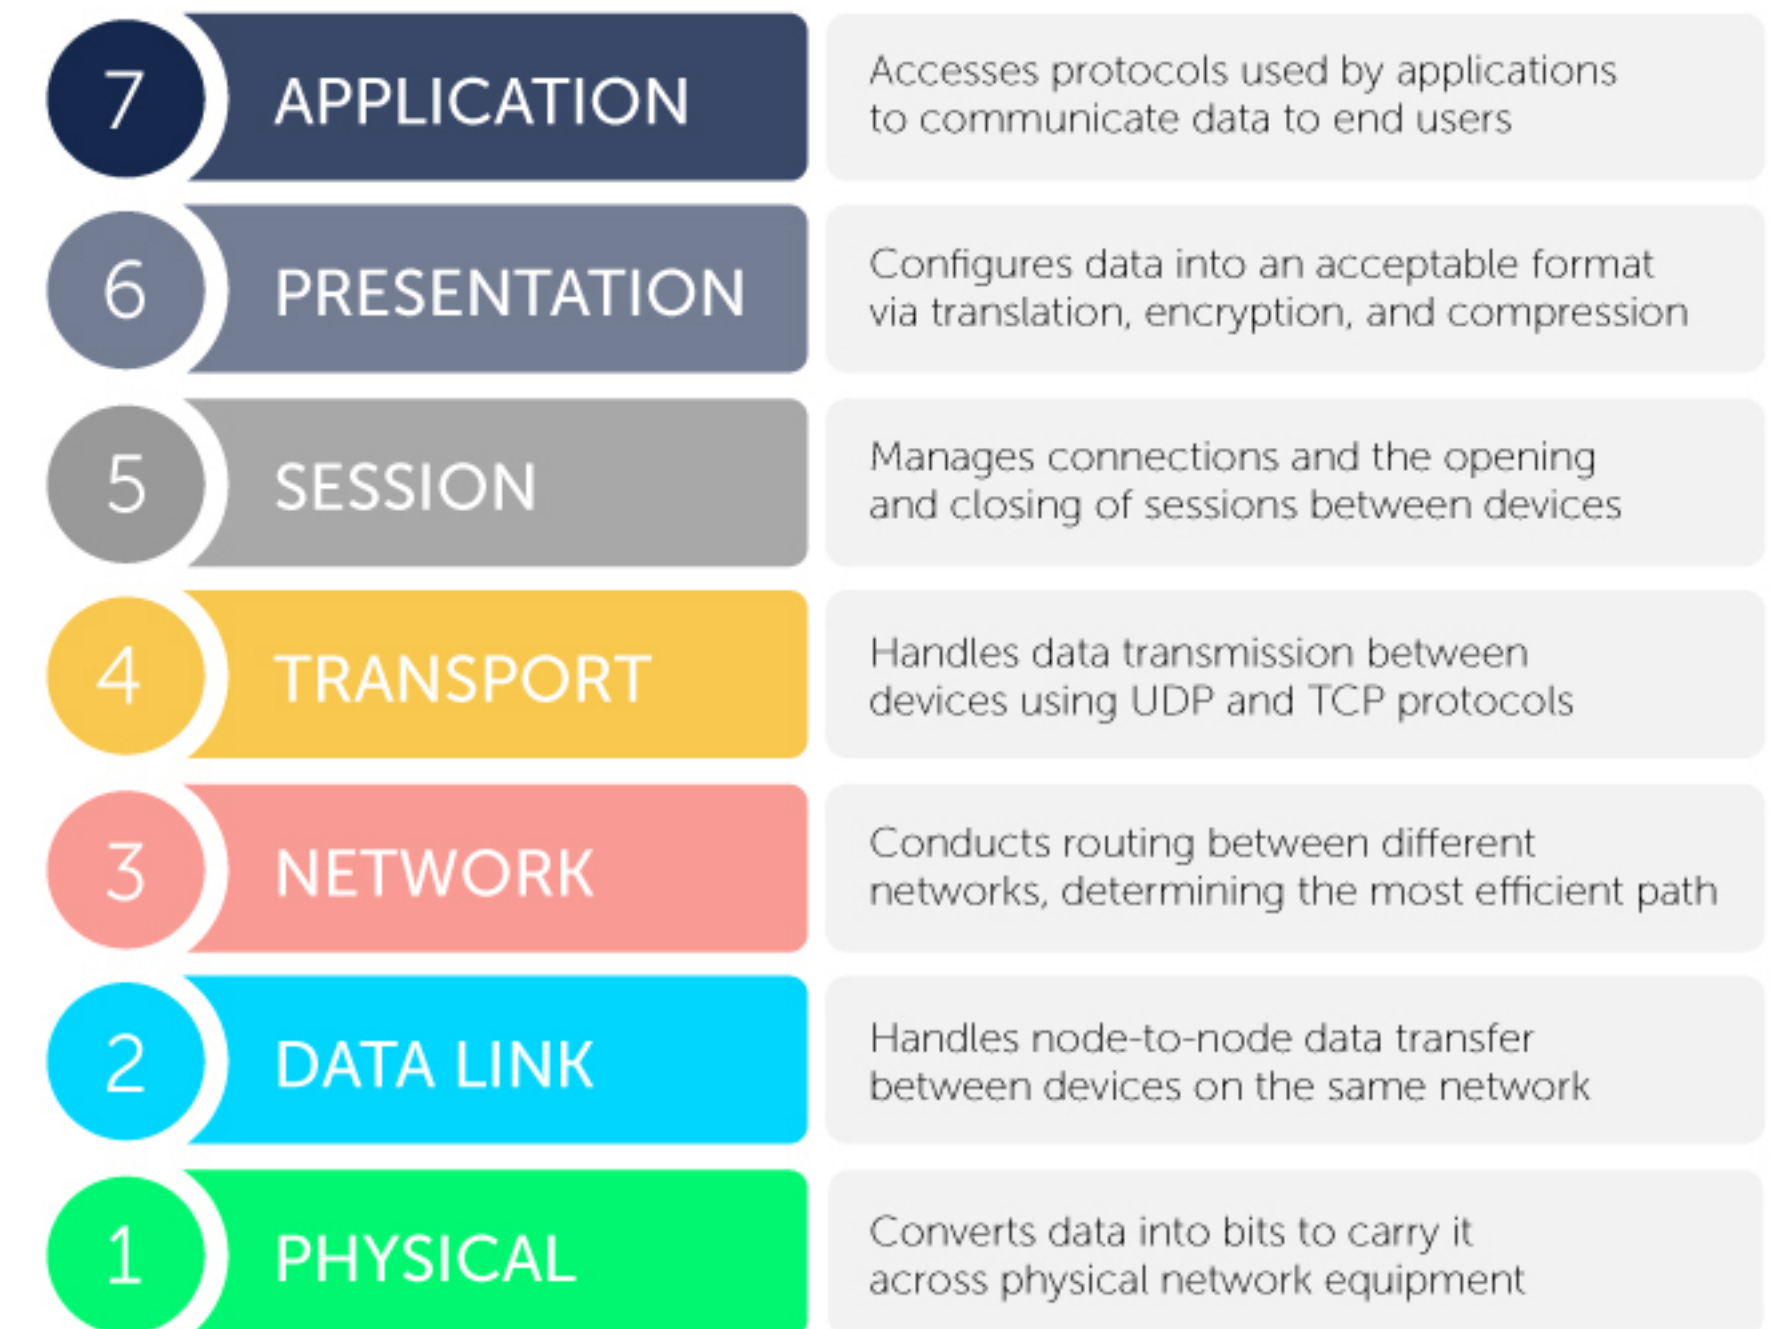 7
APPLICATION
Accesses protocols used by applications
to communicate data to end users
6
PRESENTATION
Configures data into an acceptable format
via translation, encryption, and compression
5
SESSION
Manages connections and the opening
and closing of sessions between devices
4
TRANSPORT
Handles data transmission between
devices using UDP and TCP protocols
3
NETWORK
Conducts routing between different
networks, determining the most efficient path
2
DATA LINK
Handles node-to-node data transfer
between devices on the same network
1
PHYSICAL
Converts data into bits to carry it
across physical network equipment